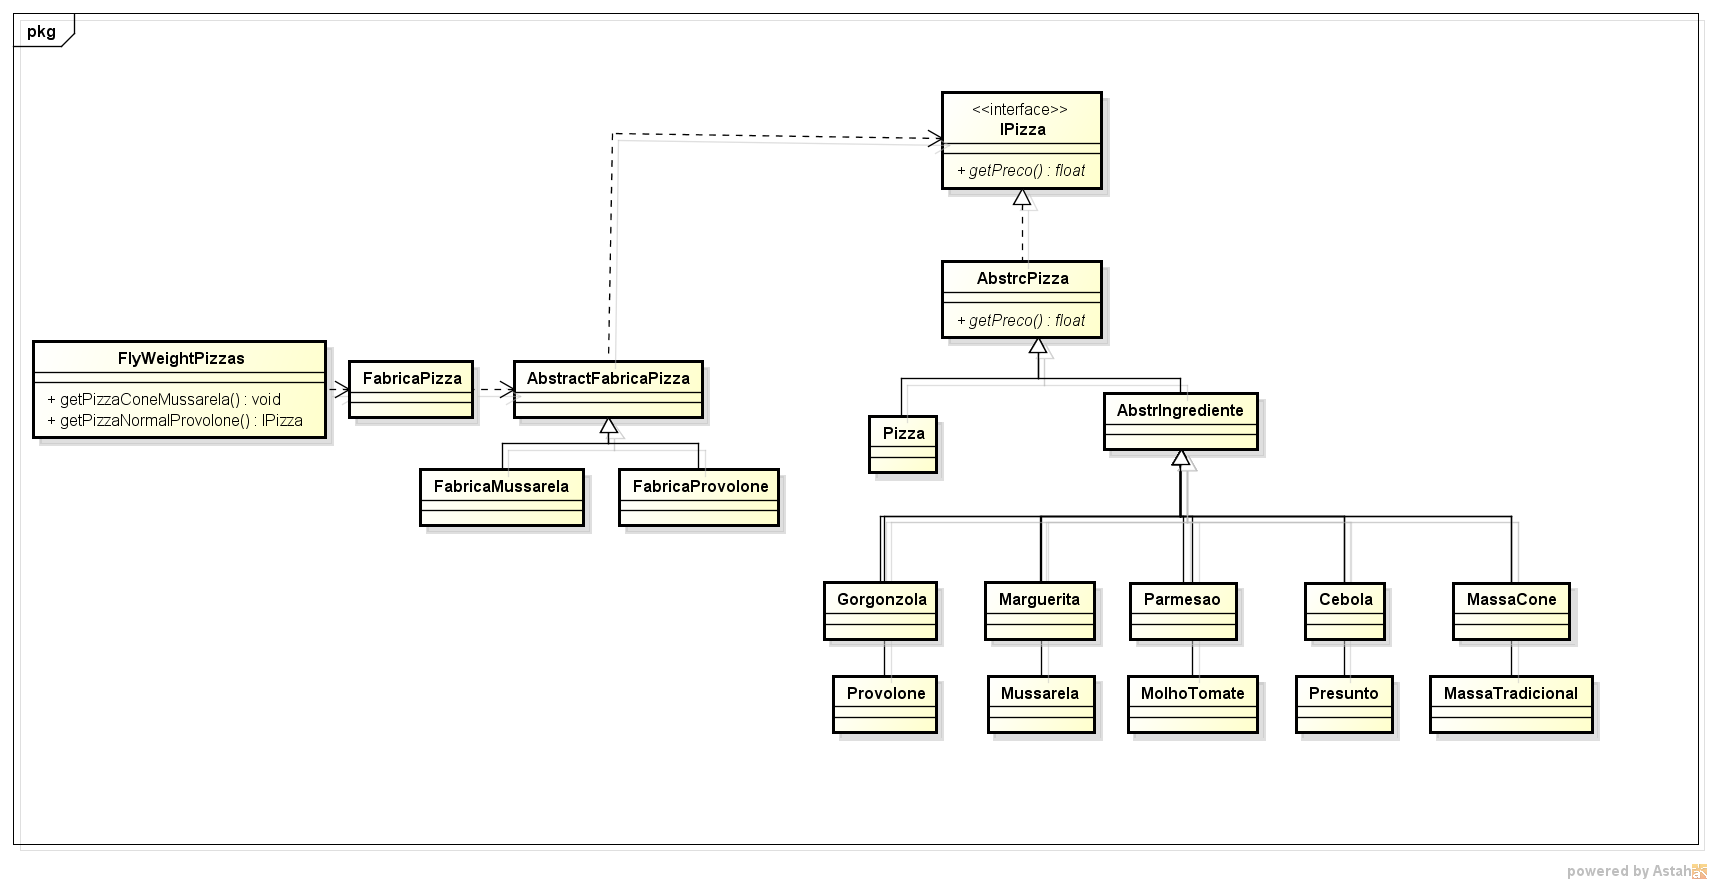 pkg
<<interface>>
IPizza
+ getPreco() : float
AbstrcPizza
+ getPreco() : float
FlyWeightPizzas
+ getPizzaConeMussarela() : void
+ getPizzaNormalProvolone() : IPizza
FabricaPizza
AbstractFabricaPizza
FabricaMussarela
FabricaProvolone
Pizza
AbstrIngrediente
Gorgonzola
Marguerita
Parmesao
Cebola
MassaCone
Provolone
Mussarela
MolhoTomate
Presunto
MassaTradicional
powered by Astah